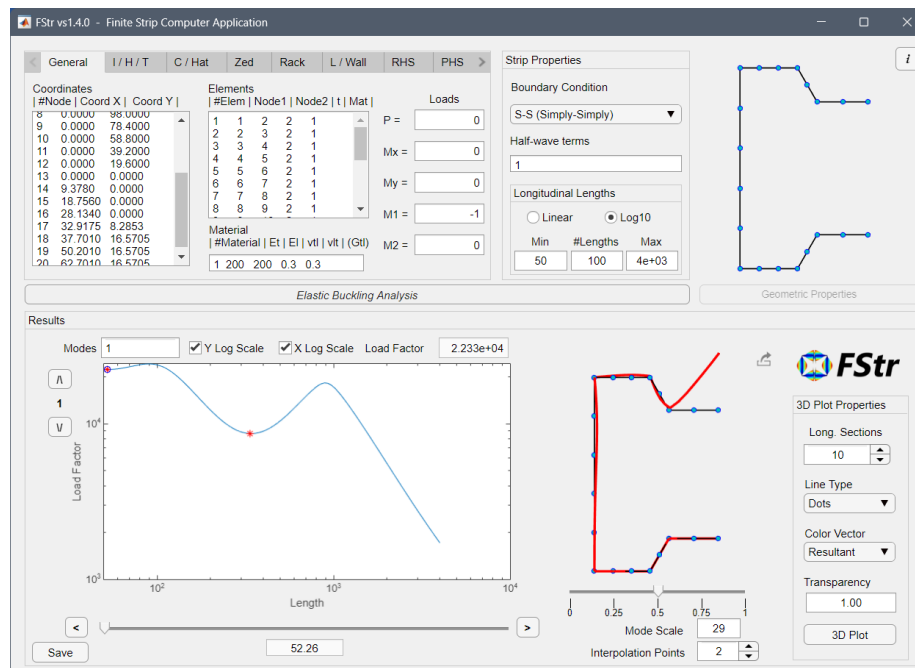 FStr vs1.4.0 - Finite Strip Computer Application
General I / H / T C / Hat Zed Rack L / Wall RHS PHS
Coordinates
| #Node | Coord X | Coord Y |
8 0.0000 98.0000
9 0.0000 78.4000
10 0.0000 58.8000
11 0.0000 39.2000
12 0.0000 19.6000
13 0.0000 0.0000
14 9.3780 0.0000
15 18.7560 0.0000
16 28.1340 0.0000
17 32.9175 8.2853
18 37.7010 16.5705
19 50.2010 16.5705
20 62.7010 16.5705
Elements
| #Elem | Node1 | Node2 | t | Mat |
1 1 2 2 1
2 2 3 2 1
3 3 4 2 1
4 4 5 2 1
5 5 6 2 1
6 6 7 2 1
7 7 8 2 1
8 8 9 2 1
Material
| #Material | Et | El | vtl | vlt | (Gtl)
1 200 200 0.3 0.3
Loads
P = 0
Mx = 0
My = 0
M1 = -1
M2 = 0
Strip Properties
Boundary Condition
S-S (Simply-Simply)
Half-wave terms
1
Longitudinal Lengths
Linear Log10
Min #Lengths Max
50 100 4e+03
i
Elastic Buckling Analysis
Geometric Properties
Results
Modes 1 Y Log Scale X Log Scale Load Factor 2.233e+04
/\
1
\/
Load Factor
10^4
10^3
10^2 10^3 10^4
Length
< >
Save
52.26
0 0.25 0.5 0.75 1
Mode Scale 29
Interpolation Points 2
FStr
3D Plot Properties
Long. Sections
10
Line Type
Dots
Color Vector
Resultant
Transparency
1.00
3D Plot